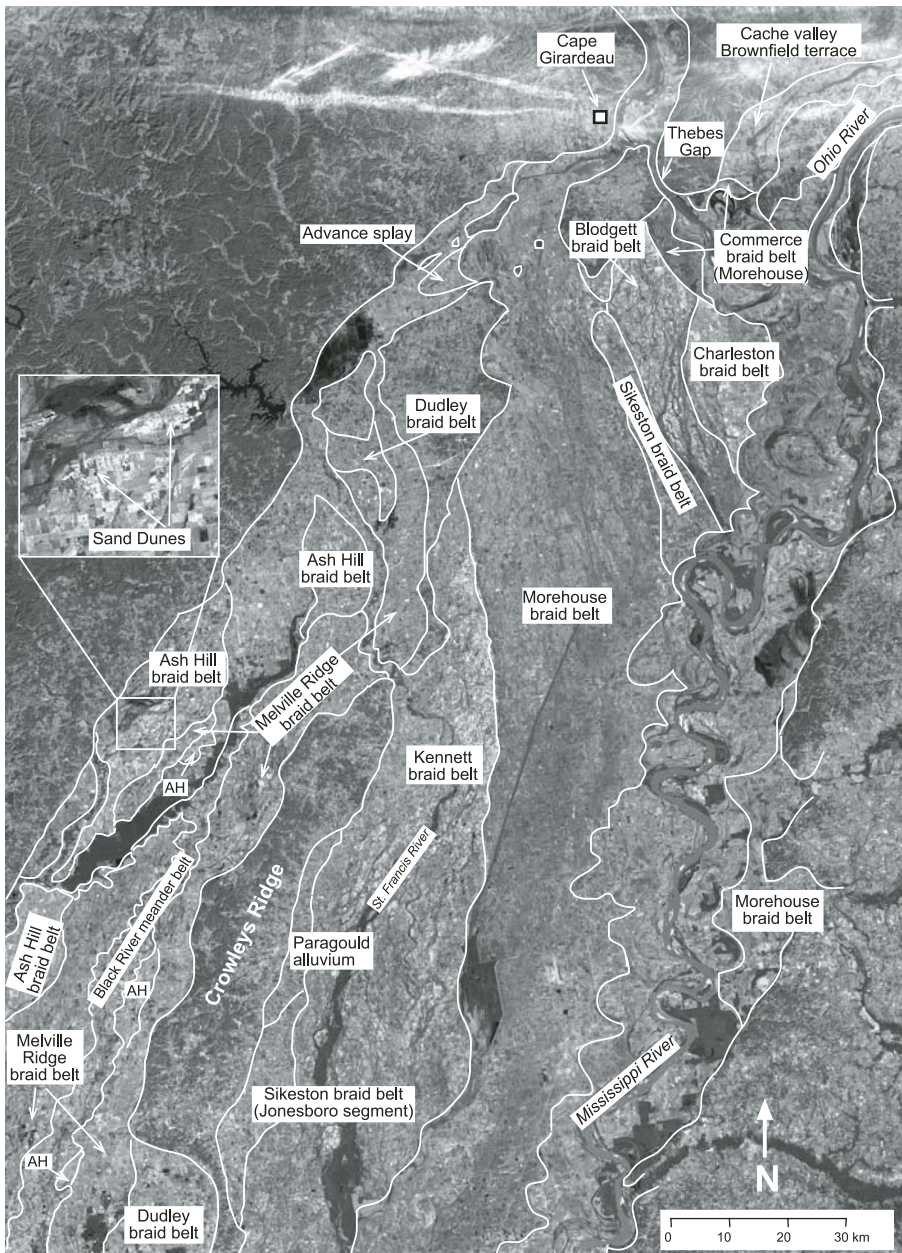 Cape
Girardeau
Cache valley
Brownfield terrace
Thebes
Gap
Ohio River
Advance splay
Blodgett
braid belt
Commerce
braid belt
(Morehouse)
Charleston
braid belt
Sikeston braid belt
Dudley
braid belt
Sand Dunes
Ash Hill
braid belt
Morehouse
braid belt
Ash Hill
braid belt
Melville Ridge
braid belt
Kennett
braid belt
AH
St. Francis River
Crowleys Ridge
Black River meander belt
Morehouse
braid belt
Ash Hill
braid belt
Paragould
alluvium
AH
Melville
Ridge
braid belt
Mississippi River
Sikeston braid belt
(Jonesboro segment)
AH
N
Dudley
braid belt
0 10 20 30 km